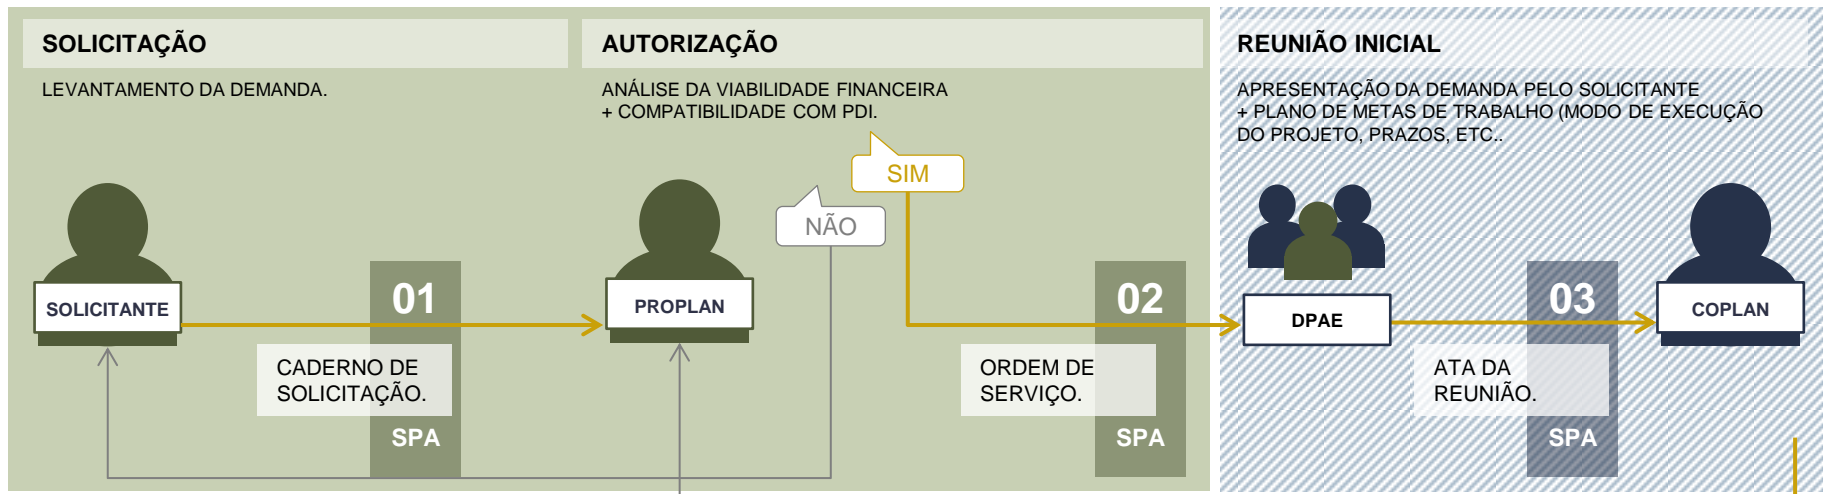 SOLICITAÇÃO
LEVANTAMENTO DA DEMANDA.
AUTORIZAÇÃO
ANÁLISE DA VIABILIDADE FINANCEIRA
+ COMPATIBILIDADE COM PDI.
REUNIÃO INICIAL
APRESENTAÇÃO DA DEMANDA PELO SOLICITANTE
+ PLANO DE METAS DE TRABALHO (MODO DE EXECUÇÃO
DO PROJETO, PRAZOS, ETC..
SIM
NÃO
SOLICITANTE
01
CADERNO DE
SOLICITAÇÃO.
SPA
PROPLAN
02
ORDEM DE
SERVIÇO.
SPA
DPAE
03
ATA DA
REUNIÃO.
SPA
COPLAN